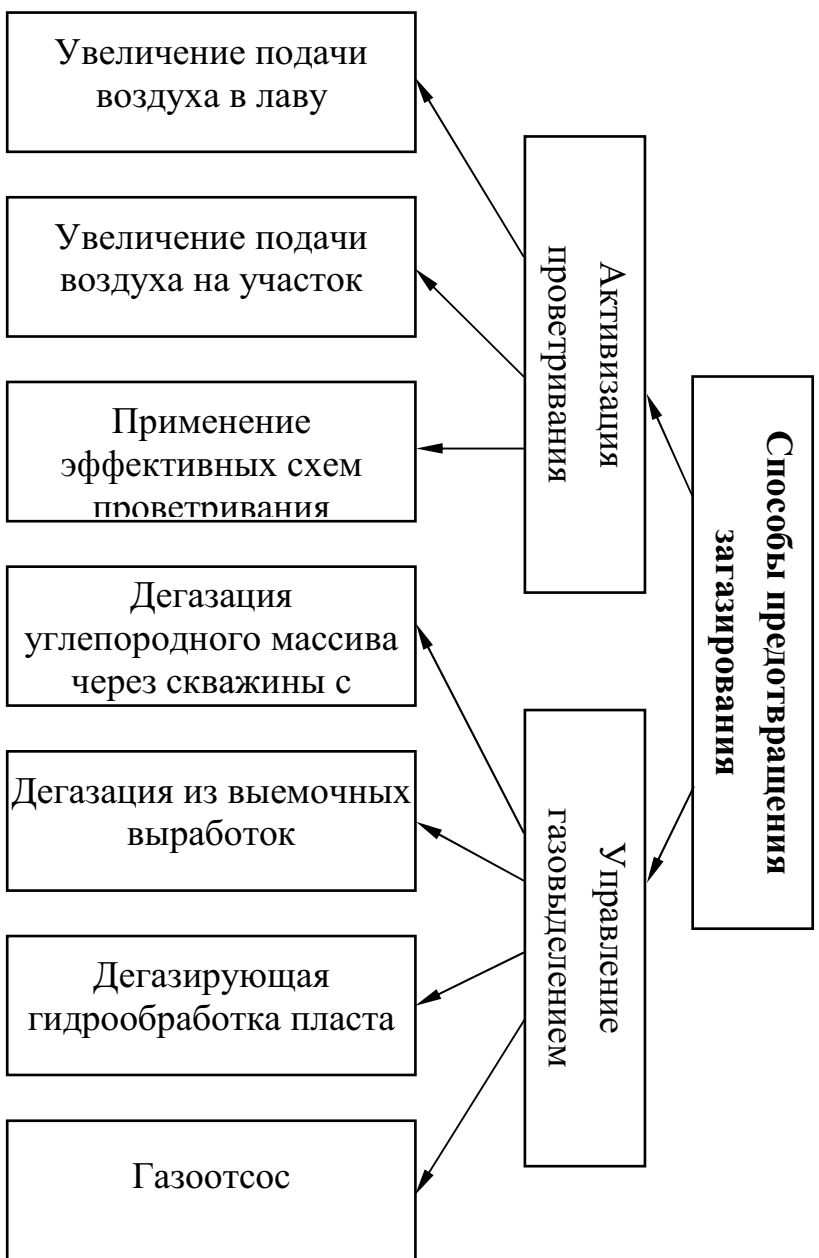 Способы предотвращения
загазирования
Активизация
проветривания
Увеличение подачи
воздуха в лаву
Увеличение подачи
воздуха на участок
Применение
эффективных схем
проветривания
Управление
газовыделением
Дегазация
углепородного массива
через скважины с
Дегазация из выемочных
выработок
Дегазирующая
гидрообработка пласта
Газоотсос